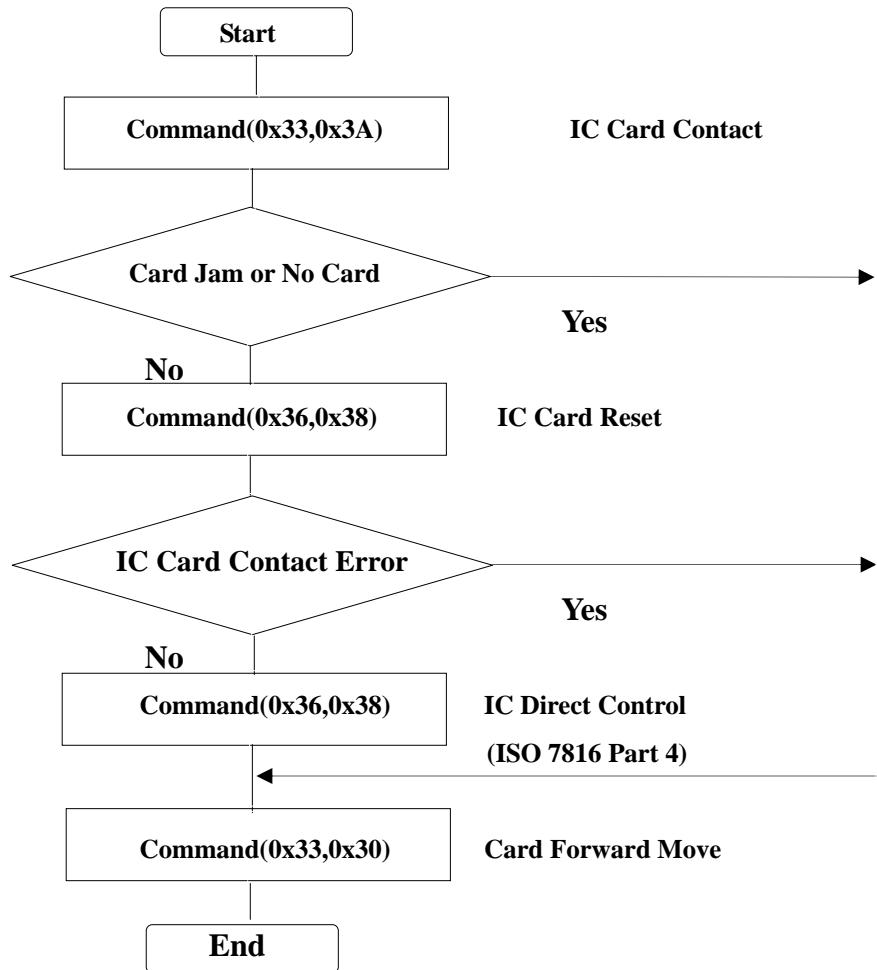 Start
Command(0x33,0x3A)
IC Card Contact
Card Jam or No Card
Yes
No
Command(0x36,0x38)
IC Card Reset
IC Card Contact Error
Yes
No
Command(0x36,0x38)
IC Direct Control
(ISO 7816 Part 4)
Command(0x33,0x30)
Card Forward Move
End